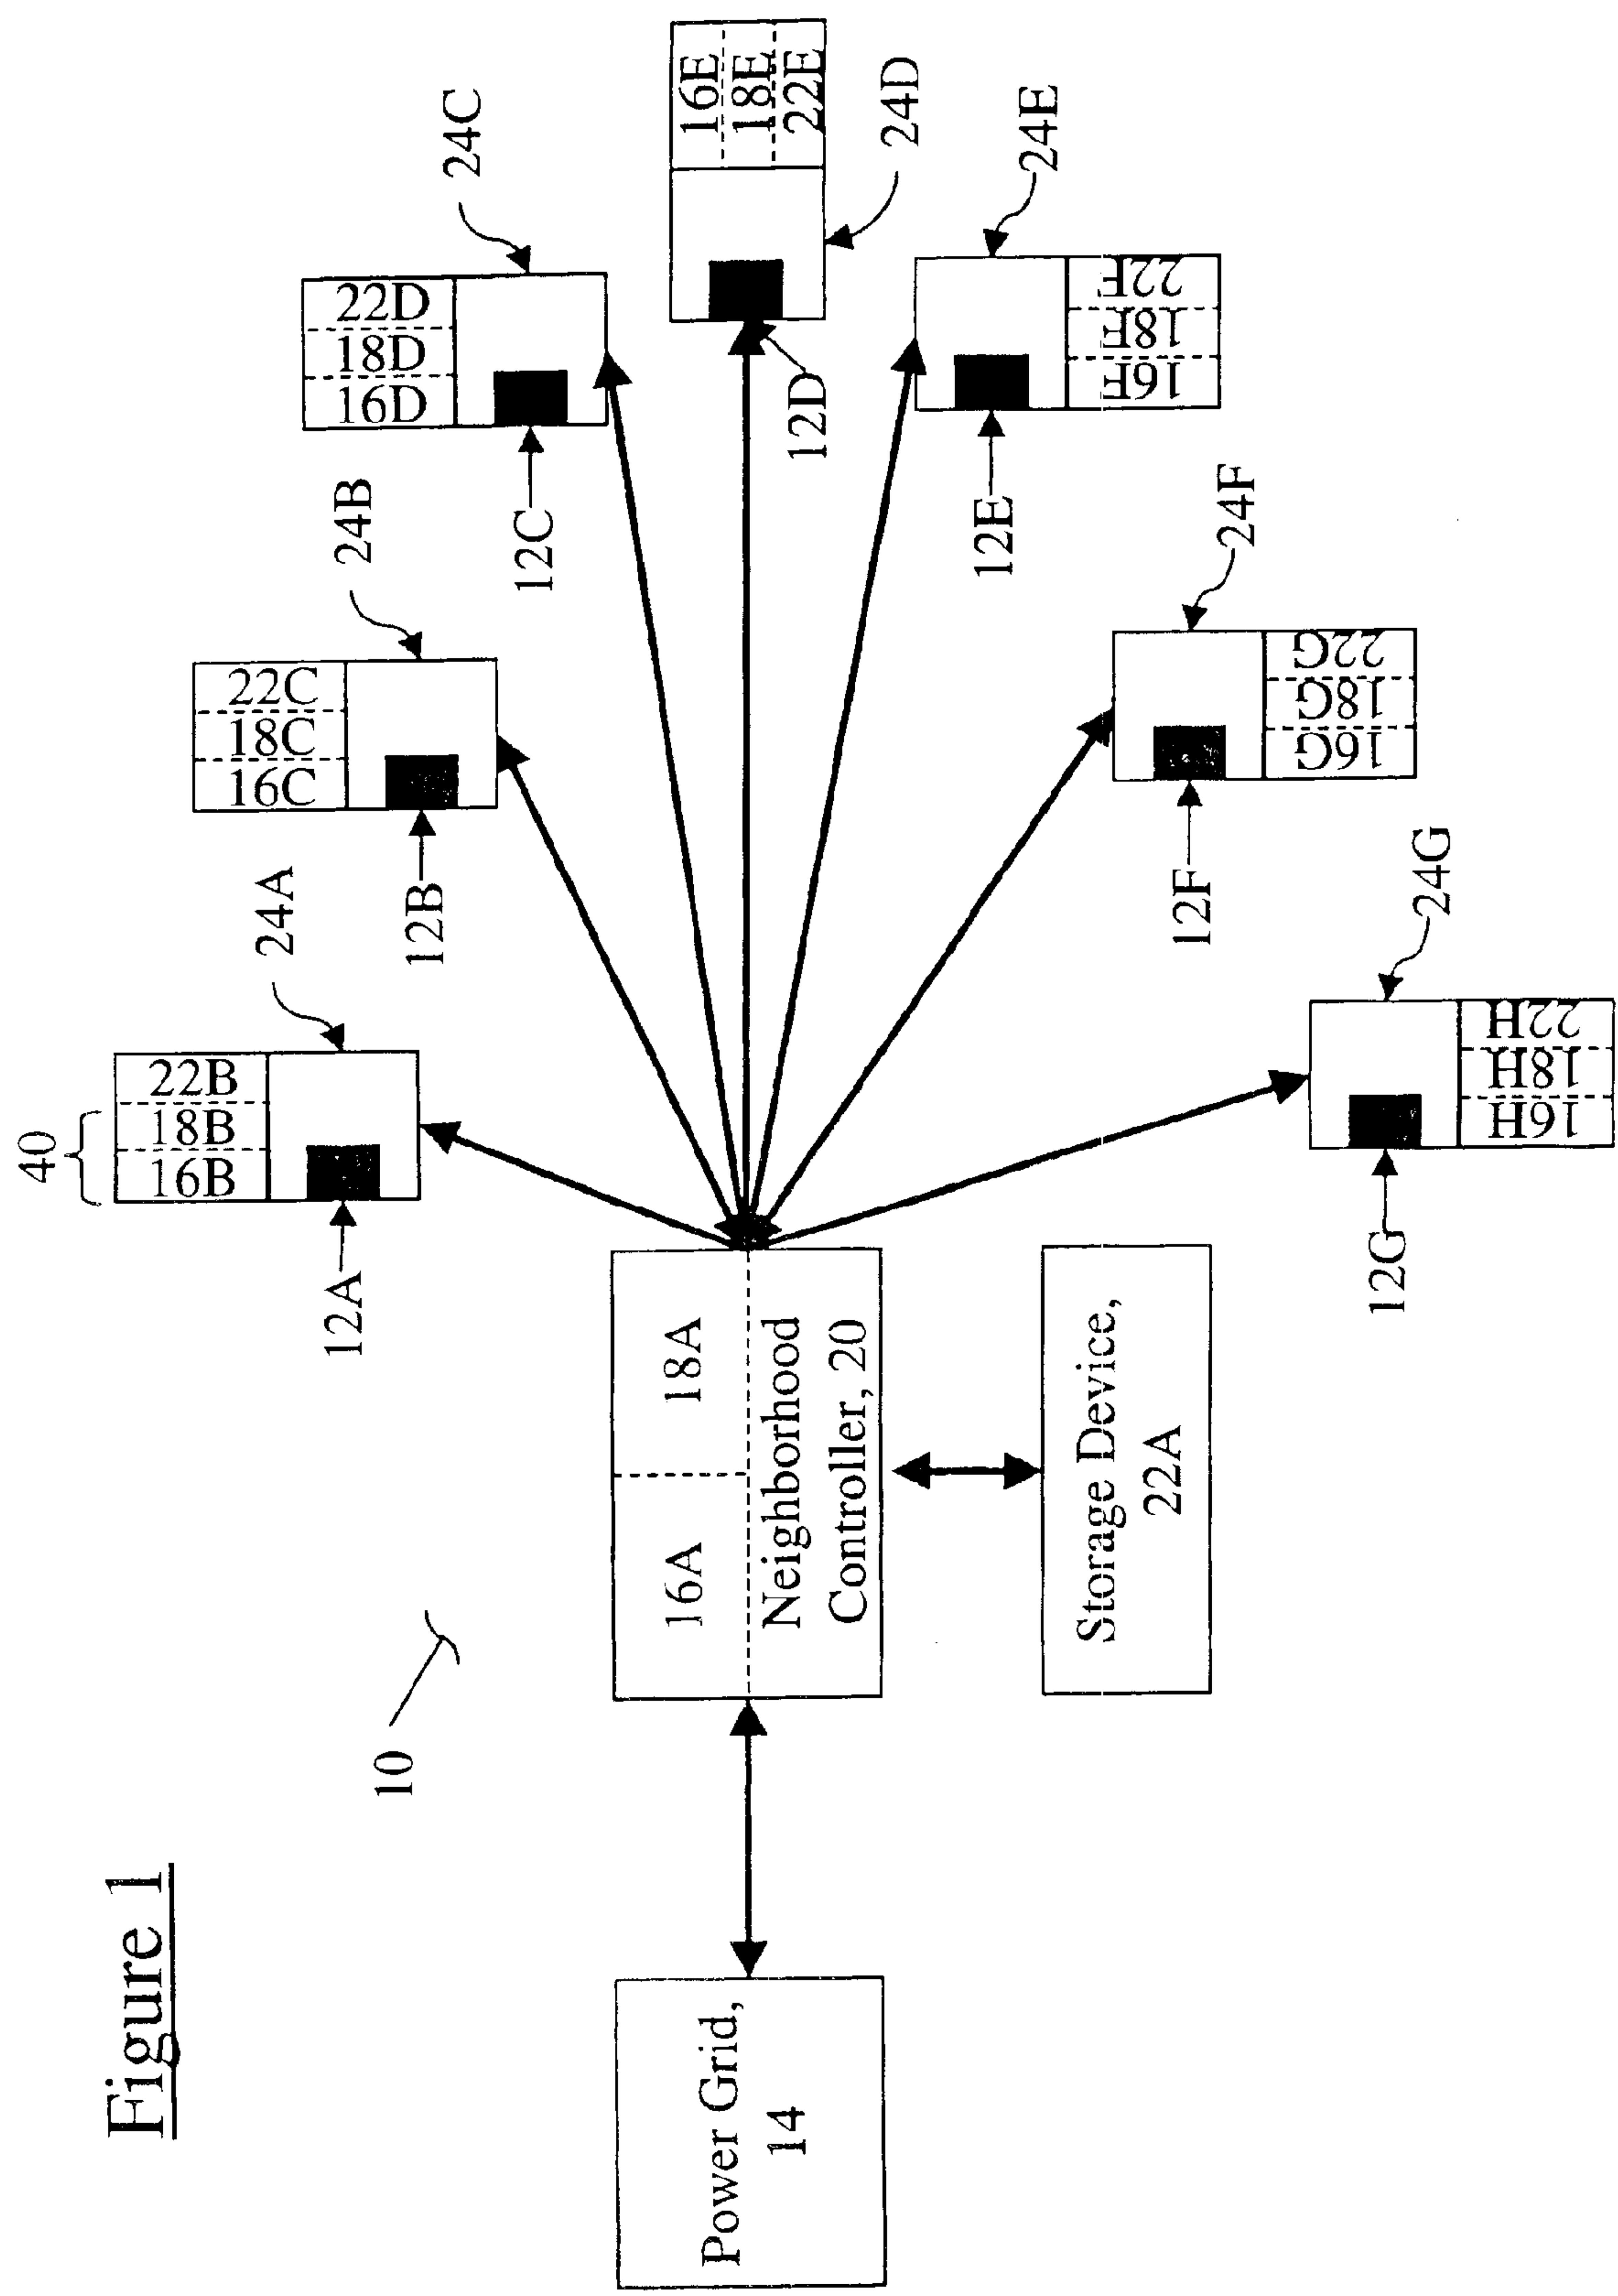 Figure 1
10
40
16B
18B
22B
24A
12A
16C
18C
22C
24B
12B
16D
18D
22D
24C
12C
16E
18E
22E
24D
12D
16F
18F
22F
24E
12E
16G
18G
22G
24F
12F
16H
18H
22H
24G
12G
Power Grid,
14
16A
18A
Neighborhood
Controller, 20
Storage Device,
22A